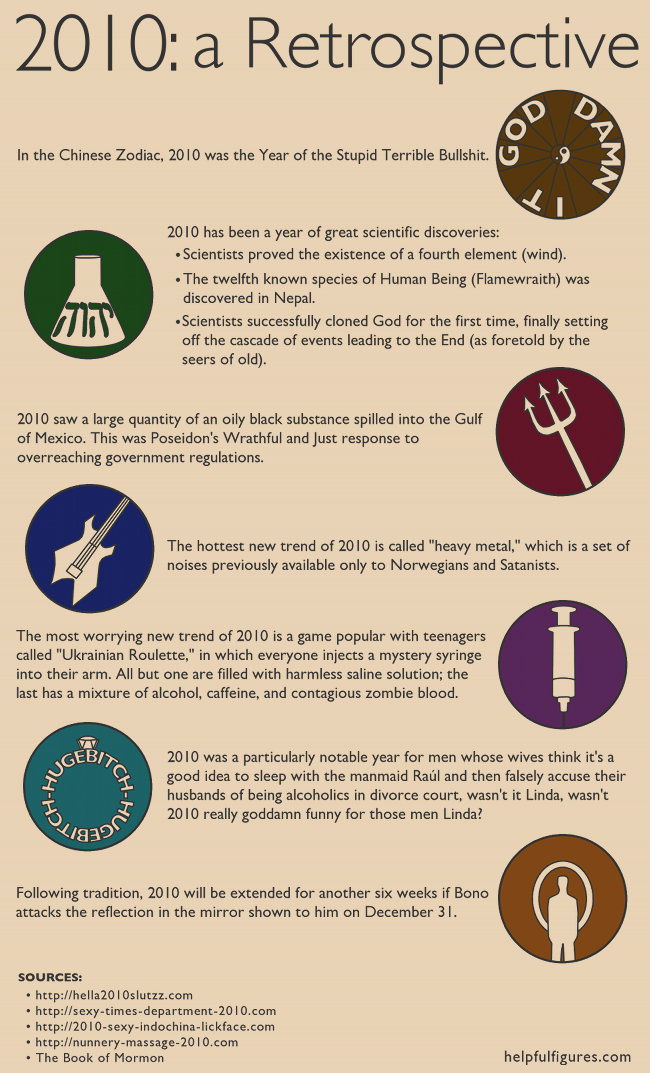 2010: a Retrospective
In the Chinese Zodiac, 2010 was the Year of the Stupid Terrible Bullshit.
GOD DAMN IT
2010 has been a year of great scientific discoveries:
•Scientists proved the existence of a fourth element (wind).
•The twelfth known species of Human Being (Flamewraith) was
discovered in Nepal.
•Scientists successfully cloned God for the first time, finally setting
off the cascade of events leading to the End (as foretold by the
seers of old).
2010 saw a large quantity of an oily black substance spilled into the Gulf
of Mexico. This was Poseidon's Wrathful and Just response to
overreaching government regulations.
The hottest new trend of 2010 is called "heavy metal," which is a set of
noises previously available only to Norwegians and Satanists.
The most worrying new trend of 2010 is a game popular with teenagers
called "Ukrainian Roulette," in which everyone injects a mystery syringe
into their arm. All but one are filled with harmless saline solution; the
last has a mixture of alcohol, caffeine, and contagious zombie blood.
HUGEBITCH-HUGEBITCH-HUGEBITCH-
2010 was a particularly notable year for men whose wives think it's a
good idea to sleep with the manmaid Raúl and then falsely accuse their
husbands of being alcoholics in divorce court, wasn't it Linda, wasn't
2010 really goddamn funny for those men Linda?
Following tradition, 2010 will be extended for another six weeks if Bono
attacks the reflection in the mirror shown to him on December 31.
SOURCES:
• http://hella2010slutzz.com
• http://sexy-times-department-2010.com
• http://2010-sexy-indochina-lickface.com
• http://nunnery-massage-2010.com
• The Book of Mormon
helpfulfigures.com